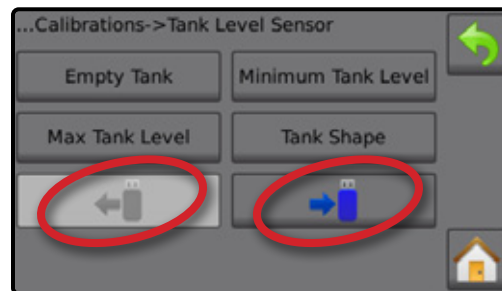 ...Calibrations->Tank Level Sensor
Empty Tank
Minimum Tank Level
Max Tank Level
Tank Shape